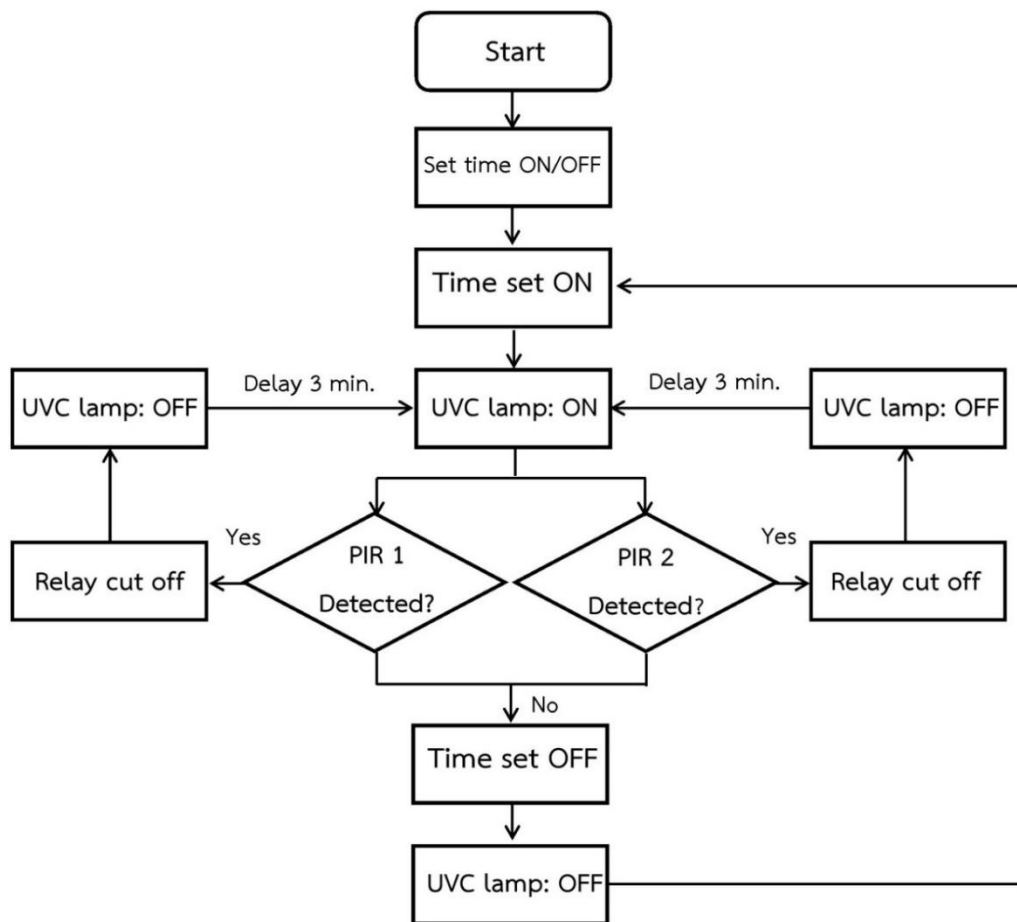 Start
Set time ON/OFF
Time set ON
Delay 3 min.
Delay 3 min.
UVC lamp: OFF
UVC lamp: ON
UVC lamp: OFF
Yes
PIR 1
PIR 2
Yes
Relay cut off
Detected?
Detected?
Relay cut off
No
Time set OFF
UVC lamp: OFF